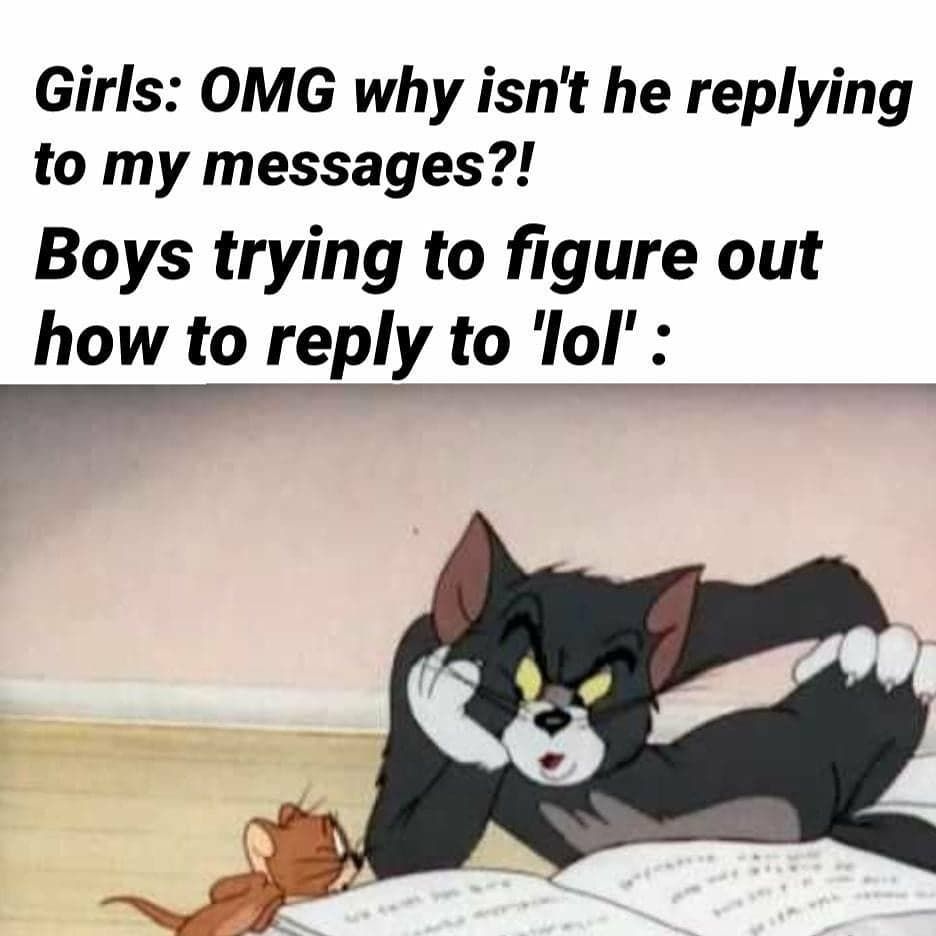 Girls: OMG why isn't he replying
to my messages?!
Boys trying to figure out
how to reply to 'lol' :